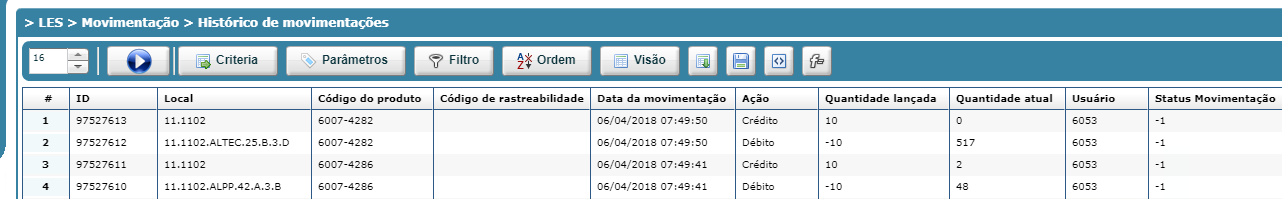 > LES > Movimentação > Histórico de movimentações
16 Criteria Parâmetros Filtro Ordem Visão
# ID Local Código do produto Código de rastreabilidade Data da movimentação Ação Quantidade lançada Quantidade atual Usuário Status Movimentação
1 97527613 11.1102 6007-4282 06/04/2018 07:49:50 Crédito 10 0 6053 -1
2 97527612 11.1102.ALTEC.25.B.3.D 6007-4282 06/04/2018 07:49:50 Débito -10 517 6053 -1
3 97527611 11.1102 6007-4286 06/04/2018 07:49:41 Crédito 10 2 6053 -1
4 97527610 11.1102.ALPP.42.A.3.B 6007-4286 06/04/2018 07:49:41 Débito -10 48 6053 -1